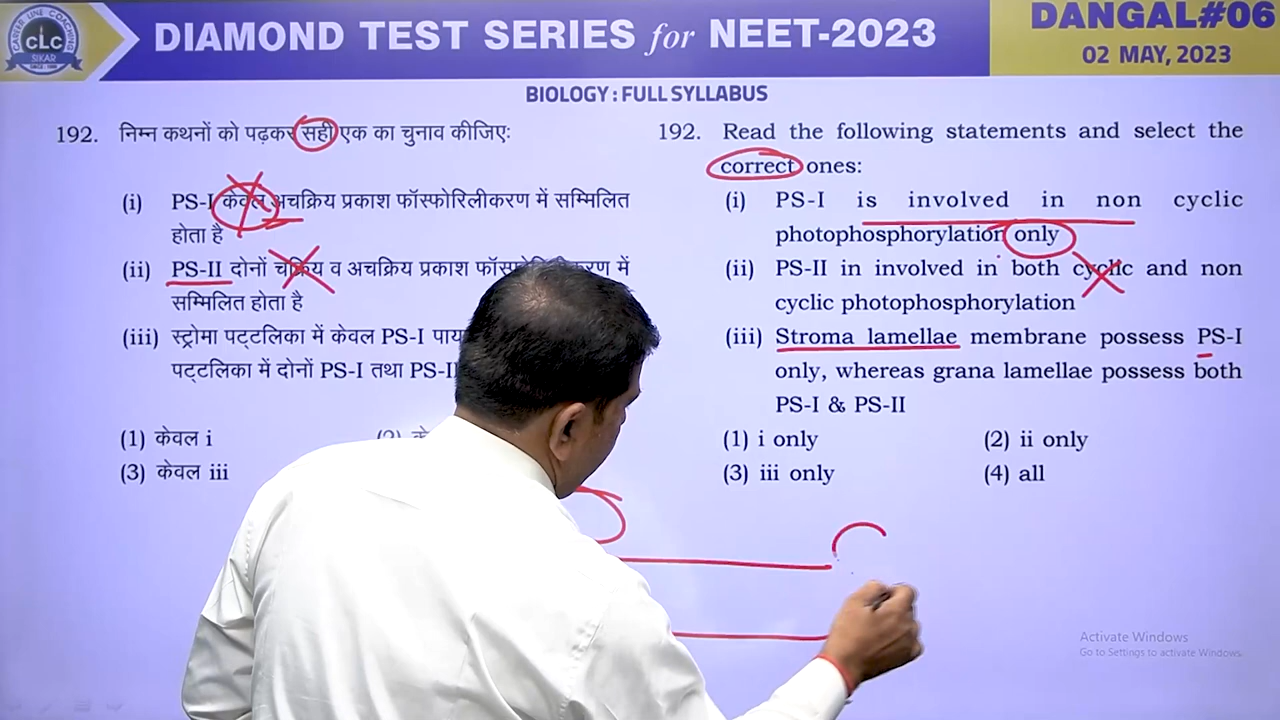 CAREER LINE COACHING
CLC
SIKAR
DIAMOND TEST SERIES for NEET-2023
DANGAL#06
02 MAY, 2023
BIOLOGY : FULL SYLLABUS
192. निम्न कथनों को पढ़कर सही एक का चुनाव कीजिए:
(i) PS-I केवल अचक्रिय प्रकाश फॉस्फोरिलीकरण में सम्मिलित
होता है
(ii) PS-II दोनों चक्रिय व अचक्रिय प्रकाश में
सम्मिलित होता है
(iii) स्ट्रोमा पट्टलिका में केवल PS-I
पट्टलिका में दोनों PS-I तथा PS-II
(1) केवल i (2)
(3) केवल iii
192. Read the following statements and select the
correct ones:
(i) PS-I is involved in non cyclic
photophosphorylation only
(ii) PS-II in involved in both cyclic and non
cyclic photophosphorylation
(iii) Stroma lamellae membrane possess PS-I
only, whereas grana lamellae possess both
PS-I & PS-II
(1) i only (2) ii only
(3) iii only (4) all
Activate Windows
Go to Settings to activate Windows.